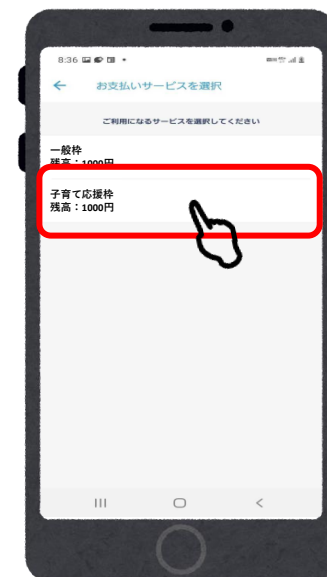 8:36
お支払いサービスを選択
ご利用になるサービスを選択してください
一般枠
残高：1000円
子育て応援枠
残高：1000円